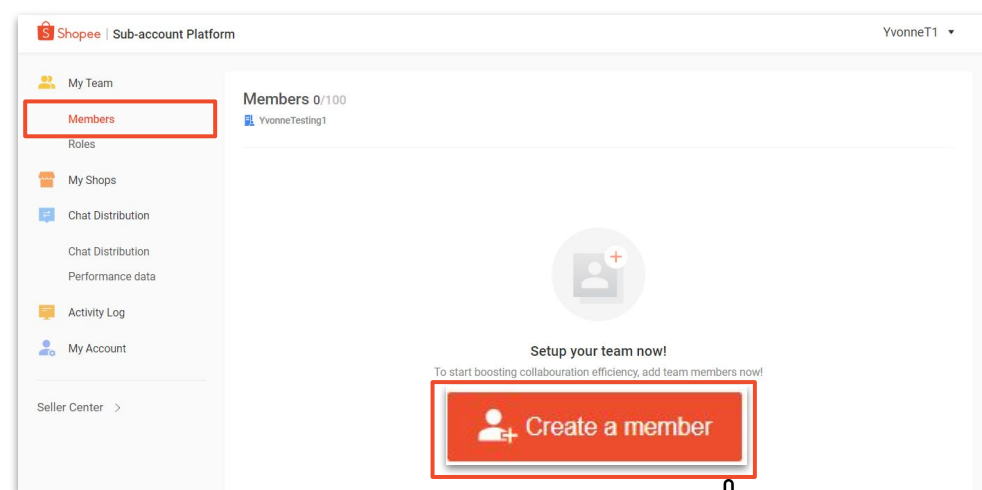 Shopee | Sub-account Platform
YvonneT1
My Team
Members
Roles
My Shops
Chat Distribution
Chat Distribution
Performance data
Activity Log
My Account
Seller Center >
Members 0/100
YvonneTesting1
Setup your team now!
To start boosting collabouration efficiency, add team members now!
Create a member